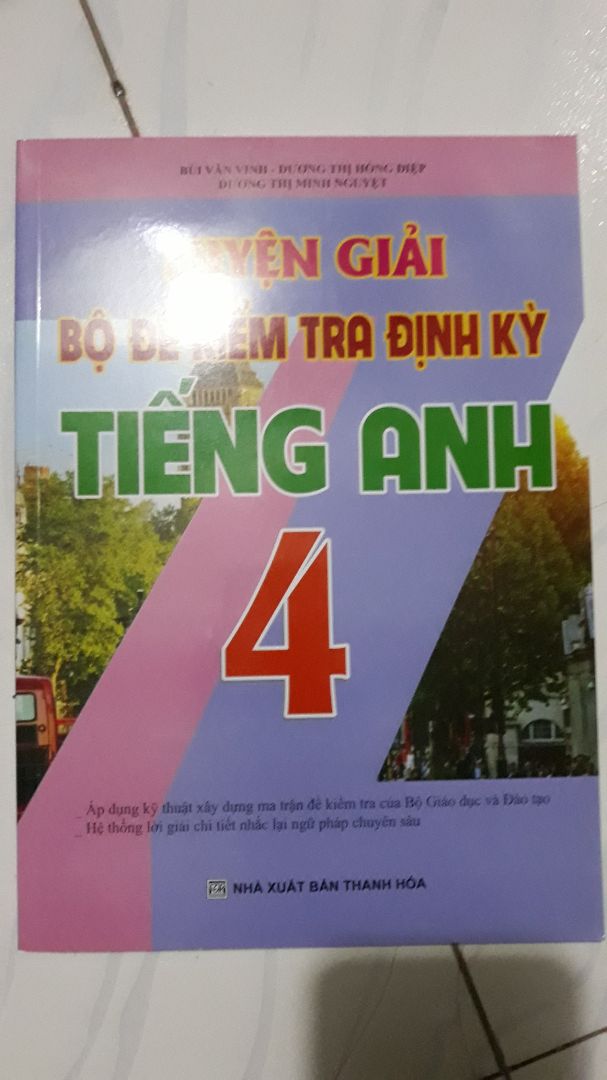 BÙI VĂN VINH - DƯƠNG THỊ HỒNG ĐIỆP
DƯƠNG THỊ MINH NGUYỆT
GIẢI
BỘ ĐỀ KIỂM TRA ĐỊNH KỲ
TIẾNG ANH
4
_ Áp dụng kỹ thuật xây dựng ma trận đề kiểm tra của Bộ Giáo dục và Đào tạo
_ Hệ thống lời giải chi tiết nhắc lại ngữ pháp chuyên sâu
NHÀ XUẤT BẢN THANH HÓA